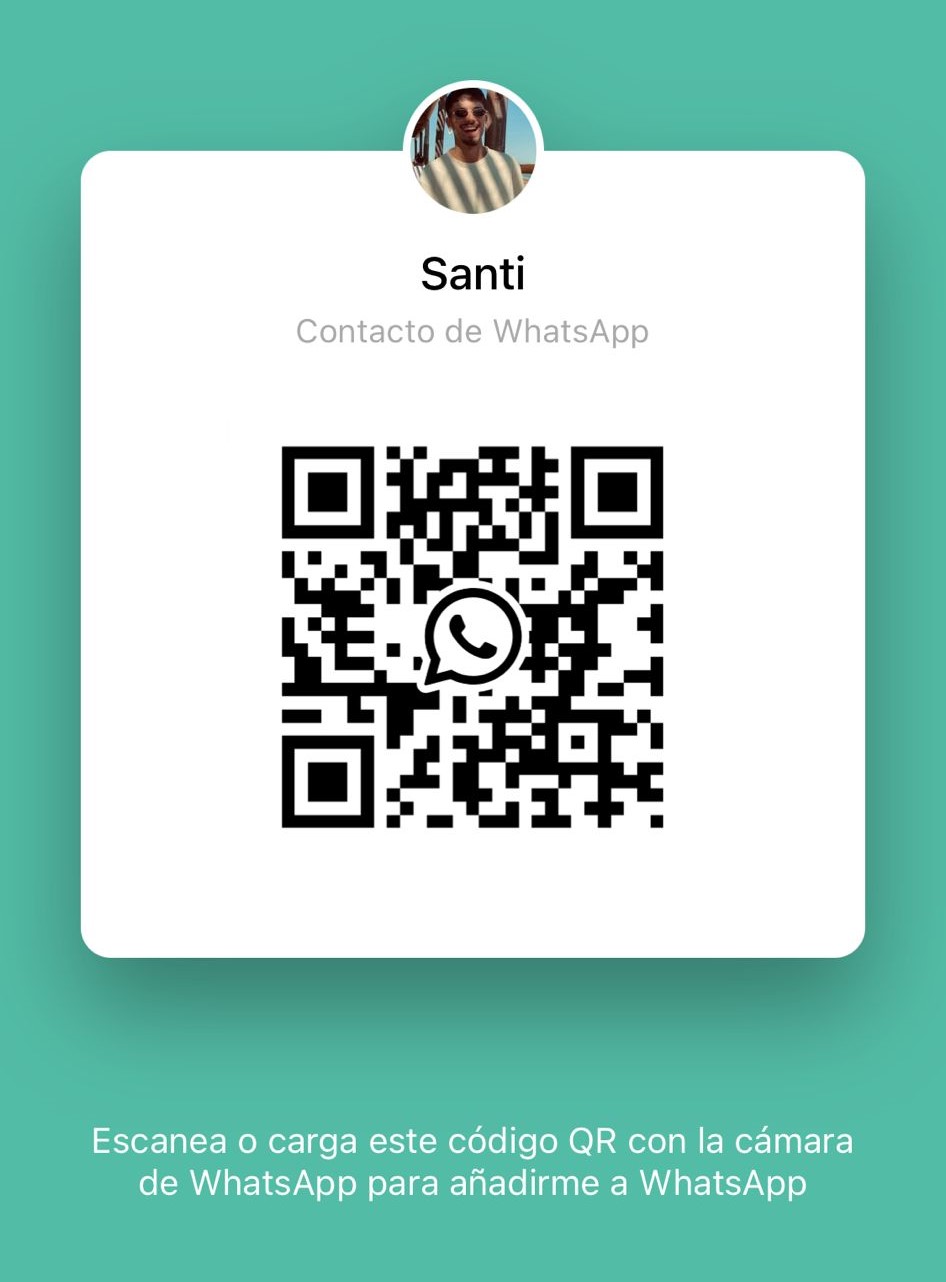 Santi
Contacto de WhatsApp
Escanea o carga este código QR con la cámara
de WhatsApp para añadirme a WhatsApp